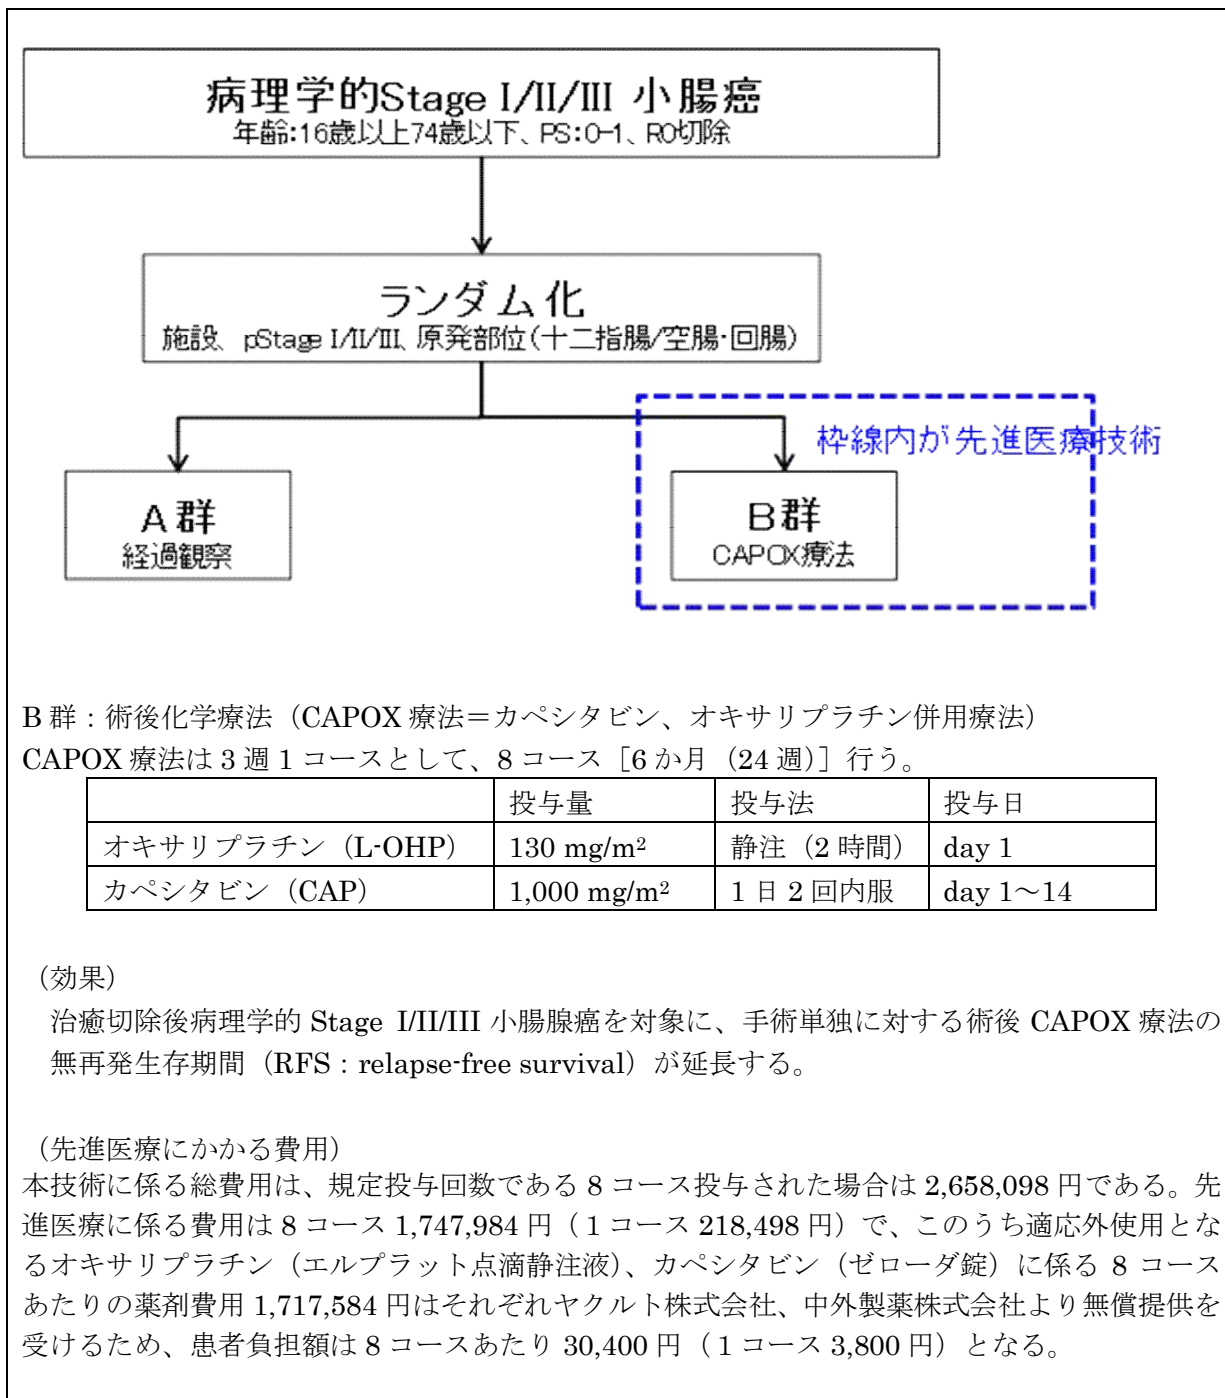 病理学的Stage I/II/III 小腸癌
年齢:16歳以上74歳以下、PS:0-1、R0切除
ランダム化
施設、pStage I/II/III、原発部位(十二指腸/空腸・回腸)
枠線内が先進医療技術
A群
経過観察
B群
CAPOX療法
B 群：術後化学療法（CAPOX 療法＝カペシタビン、オキサリプラチン併用療法）
CAPOX 療法は 3 週 1 コースとして、8 コース［6 か月（24 週）］行う。
投与量 投与法 投与日
オキサリプラチン（L-OHP） 130 mg/m² 静注（2 時間） day 1
カペシタビン（CAP） 1,000 mg/m² 1 日 2 回内服 day 1～14
（効果）
治癒切除後病理学的 Stage I/II/III 小腸腺癌を対象に、手術単独に対する術後 CAPOX 療法の
無再発生存期間（RFS：relapse-free survival）が延長する。
（先進医療にかかる費用）
本技術に係る総費用は、規定投与回数である 8 コース投与された場合は 2,658,098 円である。先
進医療に係る費用は 8 コース 1,747,984 円（1 コース 218,498 円）で、このうち適応外使用とな
るオキサリプラチン（エルプラット点滴静注液）、カペシタビン（ゼローダ錠）に係る 8 コース
あたりの薬剤費用 1,717,584 円はそれぞれヤクルト株式会社、中外製薬株式会社より無償提供を
受けるため、患者負担額は 8 コースあたり 30,400 円（1 コース 3,800 円）となる。